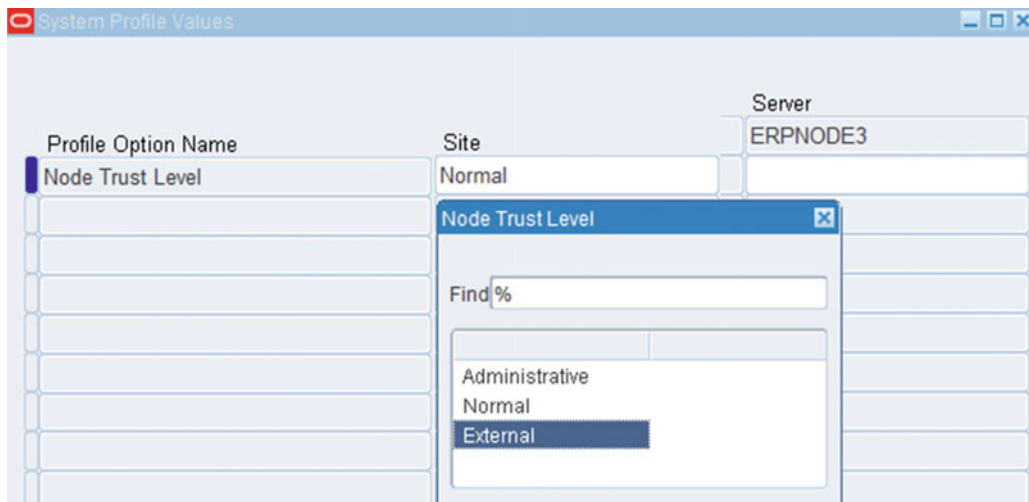 System Profile Values
Server
Profile Option Name Site ERPNODE3
Node Trust Level Normal
Node Trust Level
Find %
Administrative
Normal
External